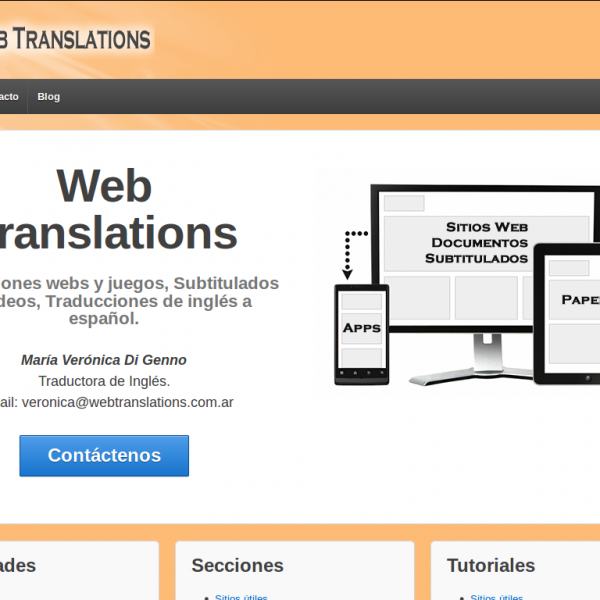 b TRANSLATIONS
acto Blog
Web
ranslations
iones webs y juegos, Subtitulados
deos, Traducciones de inglés a
español.
María Verónica Di Genno
Traductora de Inglés.
ail: veronica@webtranslations.com.ar
Contáctenos
SITIOS WEB
DOCUMENTOS
SUBTITULADOS
APPS
PAPE
ades
Secciones
Sitios útiles
Tutoriales
Sitios útiles